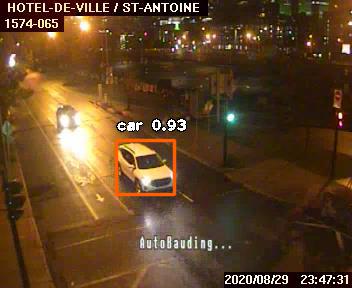 HOTEL-DE-VILLE / ST-ANTOINE
1574-065
car 0.93
AutoBauding...
2020/08/29 23:47:31